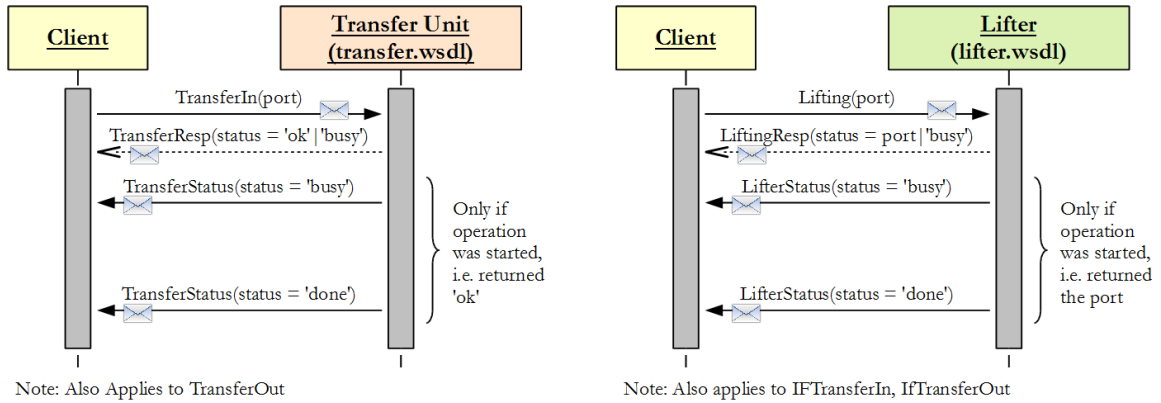 Client
Transfer Unit
(transfer.wsdl)
TransferIn(port)
TransferResp(status = 'ok'|'busy')
TransferStatus(status = 'busy')
Only if
operation
was started,
i.e. returned
'ok'
TransferStatus(status = 'done')
Note: Also Applies to TransferOut
Client
Lifter
(lifter.wsdl)
Lifting(port)
LiftingResp(status = port|'busy')
LifterStatus(status = 'busy')
Only if
operation
was started,
i.e. returned
the port
LifterStatus(status = 'done')
Note: Also applies to IFTransferIn, IfTransferOut